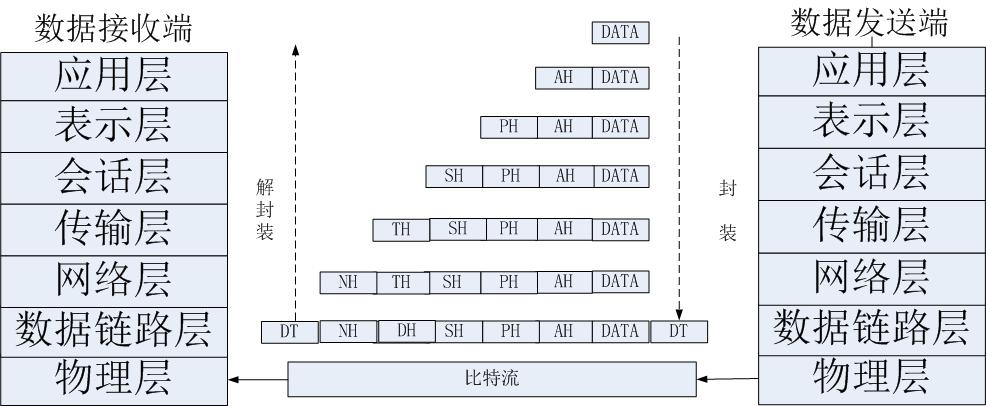 数据接收端
应用层
表示层
会话层
传输层
网络层
数据链路层
物理层
解封装
DATA
AH DATA
PH AH DATA
SH PH AH DATA
TH SH PH AH DATA
NH TH SH PH AH DATA
DT NH DH SH PH AH DATA DT
比特流
封装
数据发送端
应用层
表示层
会话层
传输层
网络层
数据链路层
物理层